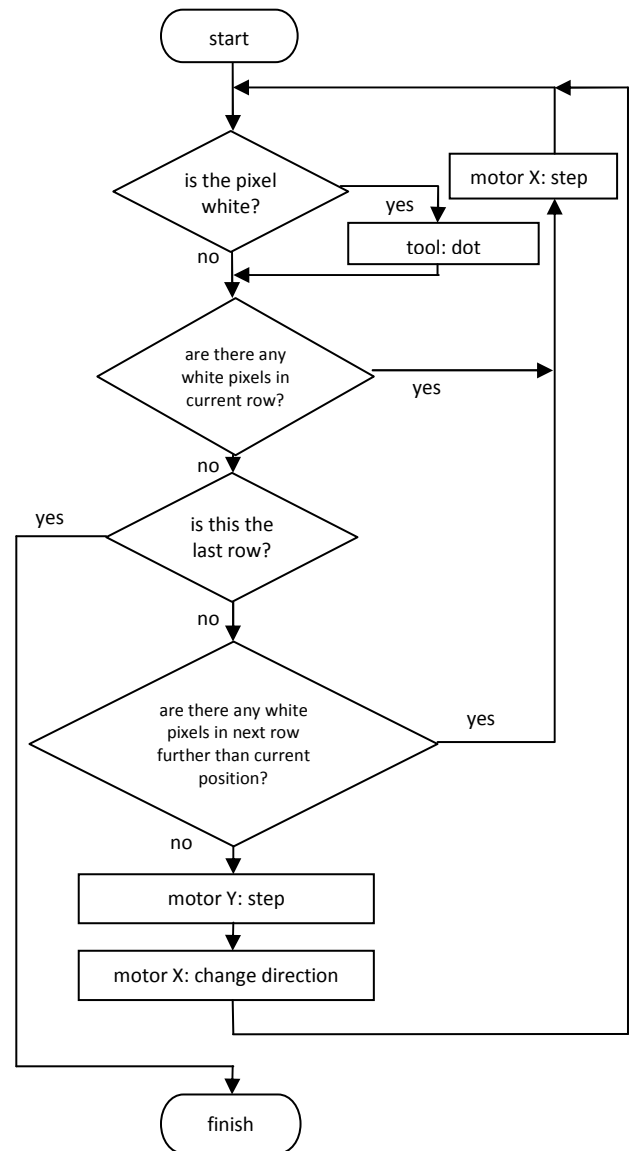 start
is the pixel
white?
yes
motor X: step
tool: dot
no
are there any
white pixels in
current row?
yes
no
yes
is this the
last row?
no
are there any white
pixels in next row
further than current
position?
yes
no
motor Y: step
motor X: change direction
finish